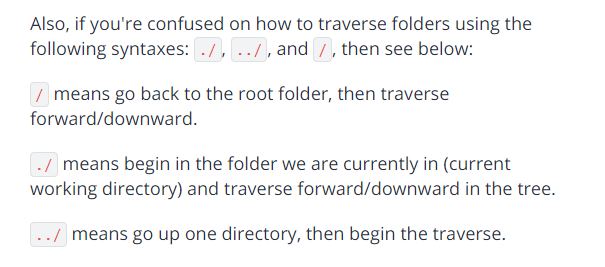 Also, if you're confused on how to traverse folders using the
following syntaxes: ./, ../, and /, then see below:
/ means go back to the root folder, then traverse
forward/downward.
./ means begin in the folder we are currently in (current
working directory) and traverse forward/downward in the tree.
../ means go up one directory, then begin the traverse.